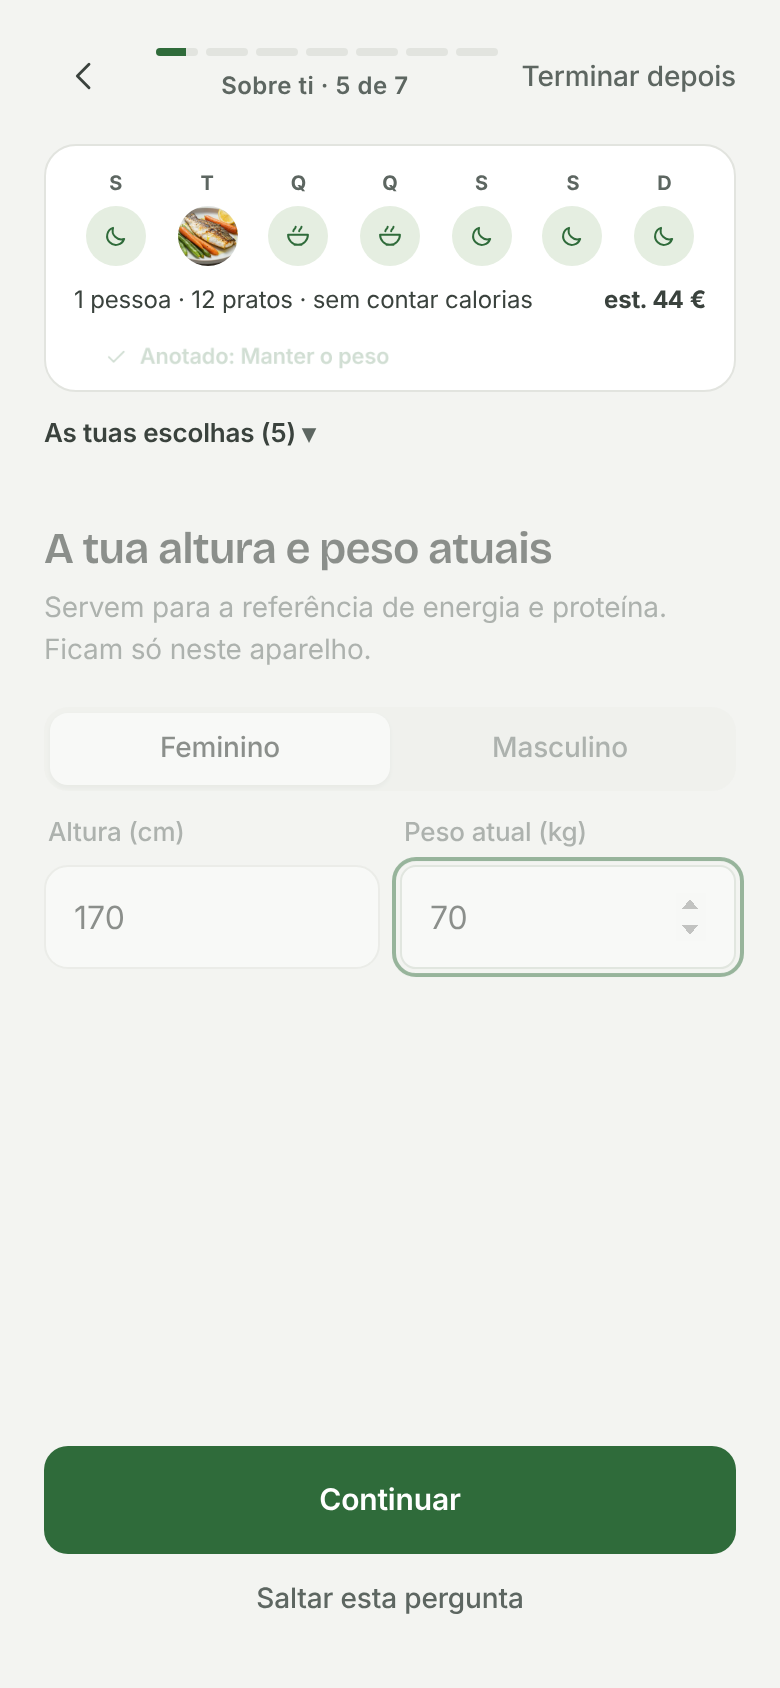 Sobre ti · 5 de 7
Terminar depois
S T Q Q S S D
1 pessoa · 12 pratos · sem contar calorias
est. 44 €
Anotado: Manter o peso
As tuas escolhas (5) ▾
A tua altura e peso atuais
Servem para a referência de energia e proteína.
Ficam só neste aparelho.
Feminino
Masculino
Altura (cm)
Peso atual (kg)
170
70
Continuar
Saltar esta pergunta